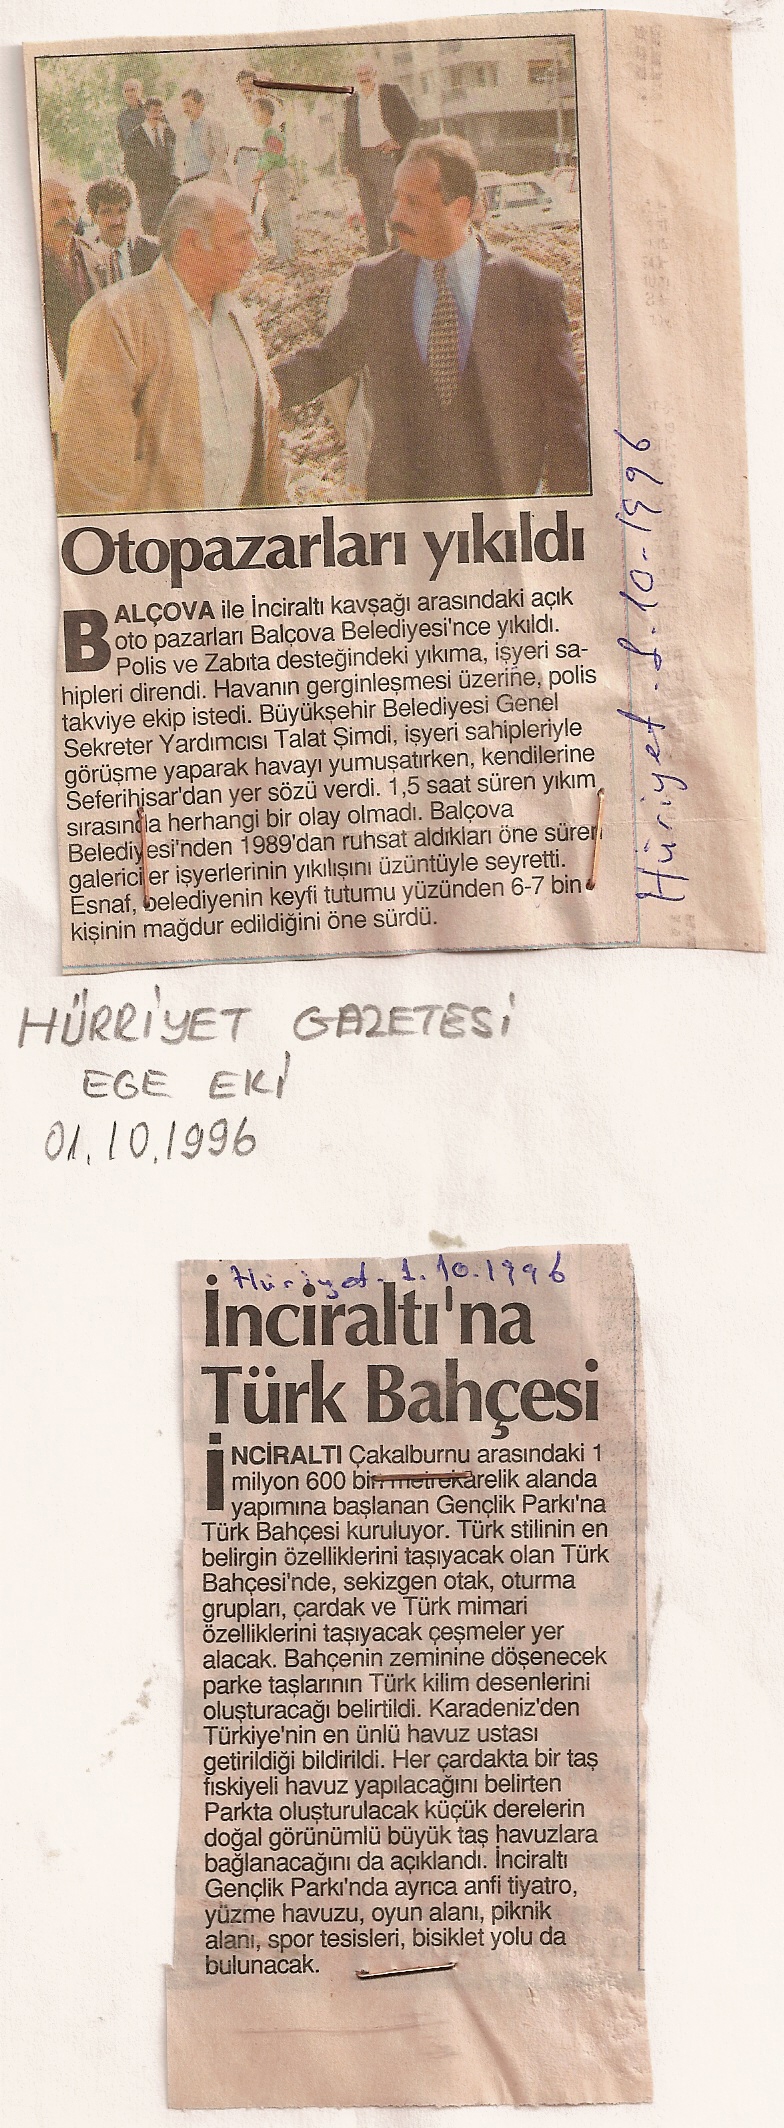 Otopazarları yıkıldı
BALÇOVA ile İnciraltı kavşağı arasındaki açık
oto pazarları Balçova Belediyesi'nce yıkıldı.
Polis ve Zabıta desteğindeki yıkıma, işyeri sa-
hipleri direndi. Havanın gerginleşmesi üzerine, polis
takviye ekip istedi. Büyükşehir Belediyesi Genel
Sekreter Yardımcısı Talat Şimdi, işyeri sahipleriyle
görüşme yaparak havayı yumuşatırken, kendilerine
Seferihisar'dan yer sözü verdi. 1,5 saat süren yıkım
sırasında herhangi bir olay olmadı. Balçova
Belediyesi'nden 1989'dan ruhsat aldıkları öne süren
galericiler işyerlerinin yıkılışını üzüntüyle seyretti.
Esnaf, belediyenin keyfi tutumu yüzünden 6-7 bin
kişinin mağdur edildiğini öne sürdü.
Hüriyet - 1.10-1996
HÜRRİYET GAZETESİ
EGE EKİ
01.10.1996
Hüriyet - 1.10.1996
İnciraltı'na
Türk Bahçesi
İNCİRALTI Çakalburnu arasındaki 1
milyon 600 bin metrekarelik alanda
yapımına başlanan Gençlik Parkı'na
Türk Bahçesi kuruluyor. Türk stilinin en
belirgin özelliklerini taşıyacak olan Türk
Bahçesi'nde, sekizgen otak, oturma
grupları, çardak ve Türk mimari
özelliklerini taşıyacak çeşmeler yer
alacak. Bahçenin zeminine döşenecek
parke taşlarının Türk kilim desenlerini
oluşturacağı belirtildi. Karadeniz'den
Türkiye'nin en ünlü havuz ustası
getirildiği bildirildi. Her çardakta bir taş
fıskiyeli havuz yapılacağını belirten
Parkta oluşturulacak küçük derelerin
doğal görünümlü büyük taş havuzlara
bağlanacağını da açıklandı. İnciraltı
Gençlik Parkı'nda ayrıca anfi tiyatro,
yüzme havuzu, oyun alanı, piknik
alanı, spor tesisleri, bisiklet yolu da
bulunacak.